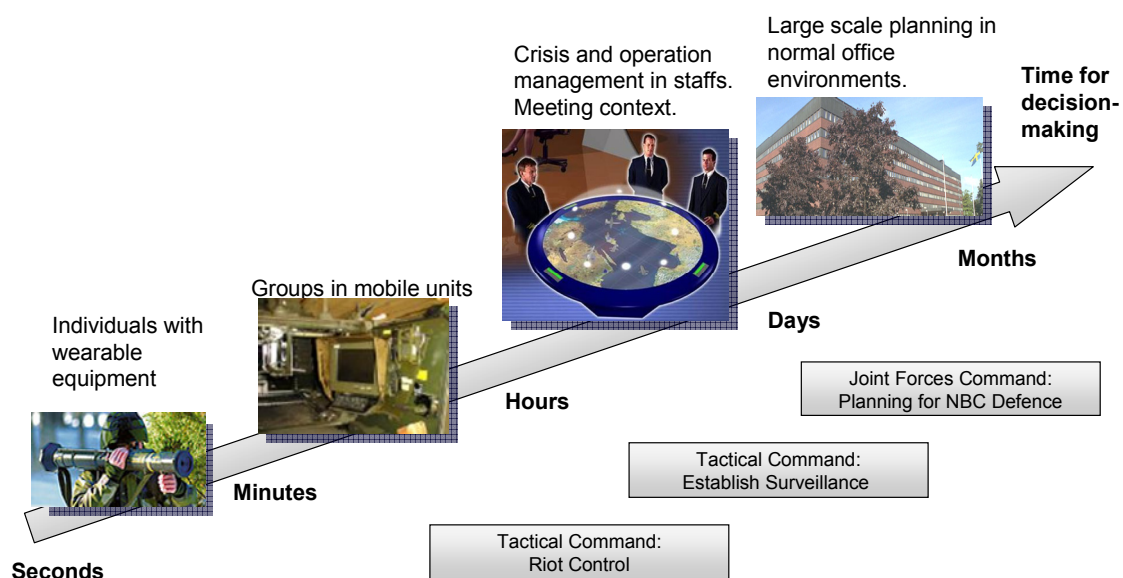 Large scale planning in
normal office
environments.
Time for
decision-
making
Crisis and operation
management in staffs.
Meeting context.
Groups in mobile units
Individuals with
wearable
equipment
Months
Days
Hours
Minutes
Seconds
Joint Forces Command:
Planning for NBC Defence
Tactical Command:
Establish Surveillance
Tactical Command:
Riot Control